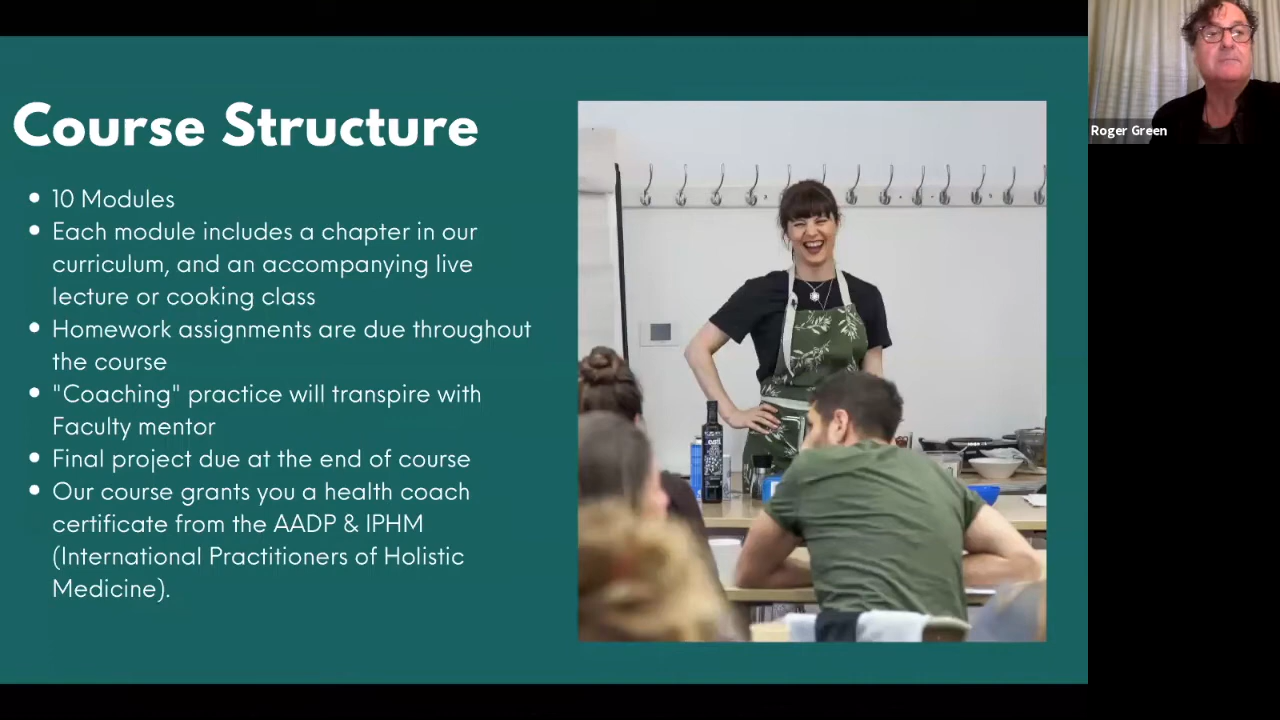 Course Structure
10 Modules
Each module includes a chapter in our
curriculum, and an accompanying live
lecture or cooking class
Homework assignments are due throughout
the course
"Coaching" practice will transpire with
Faculty mentor
Final project due at the end of course
Our course grants you a health coach
certificate from the AADP & IPHM
(International Practitioners of Holistic
Medicine).
Roger Green